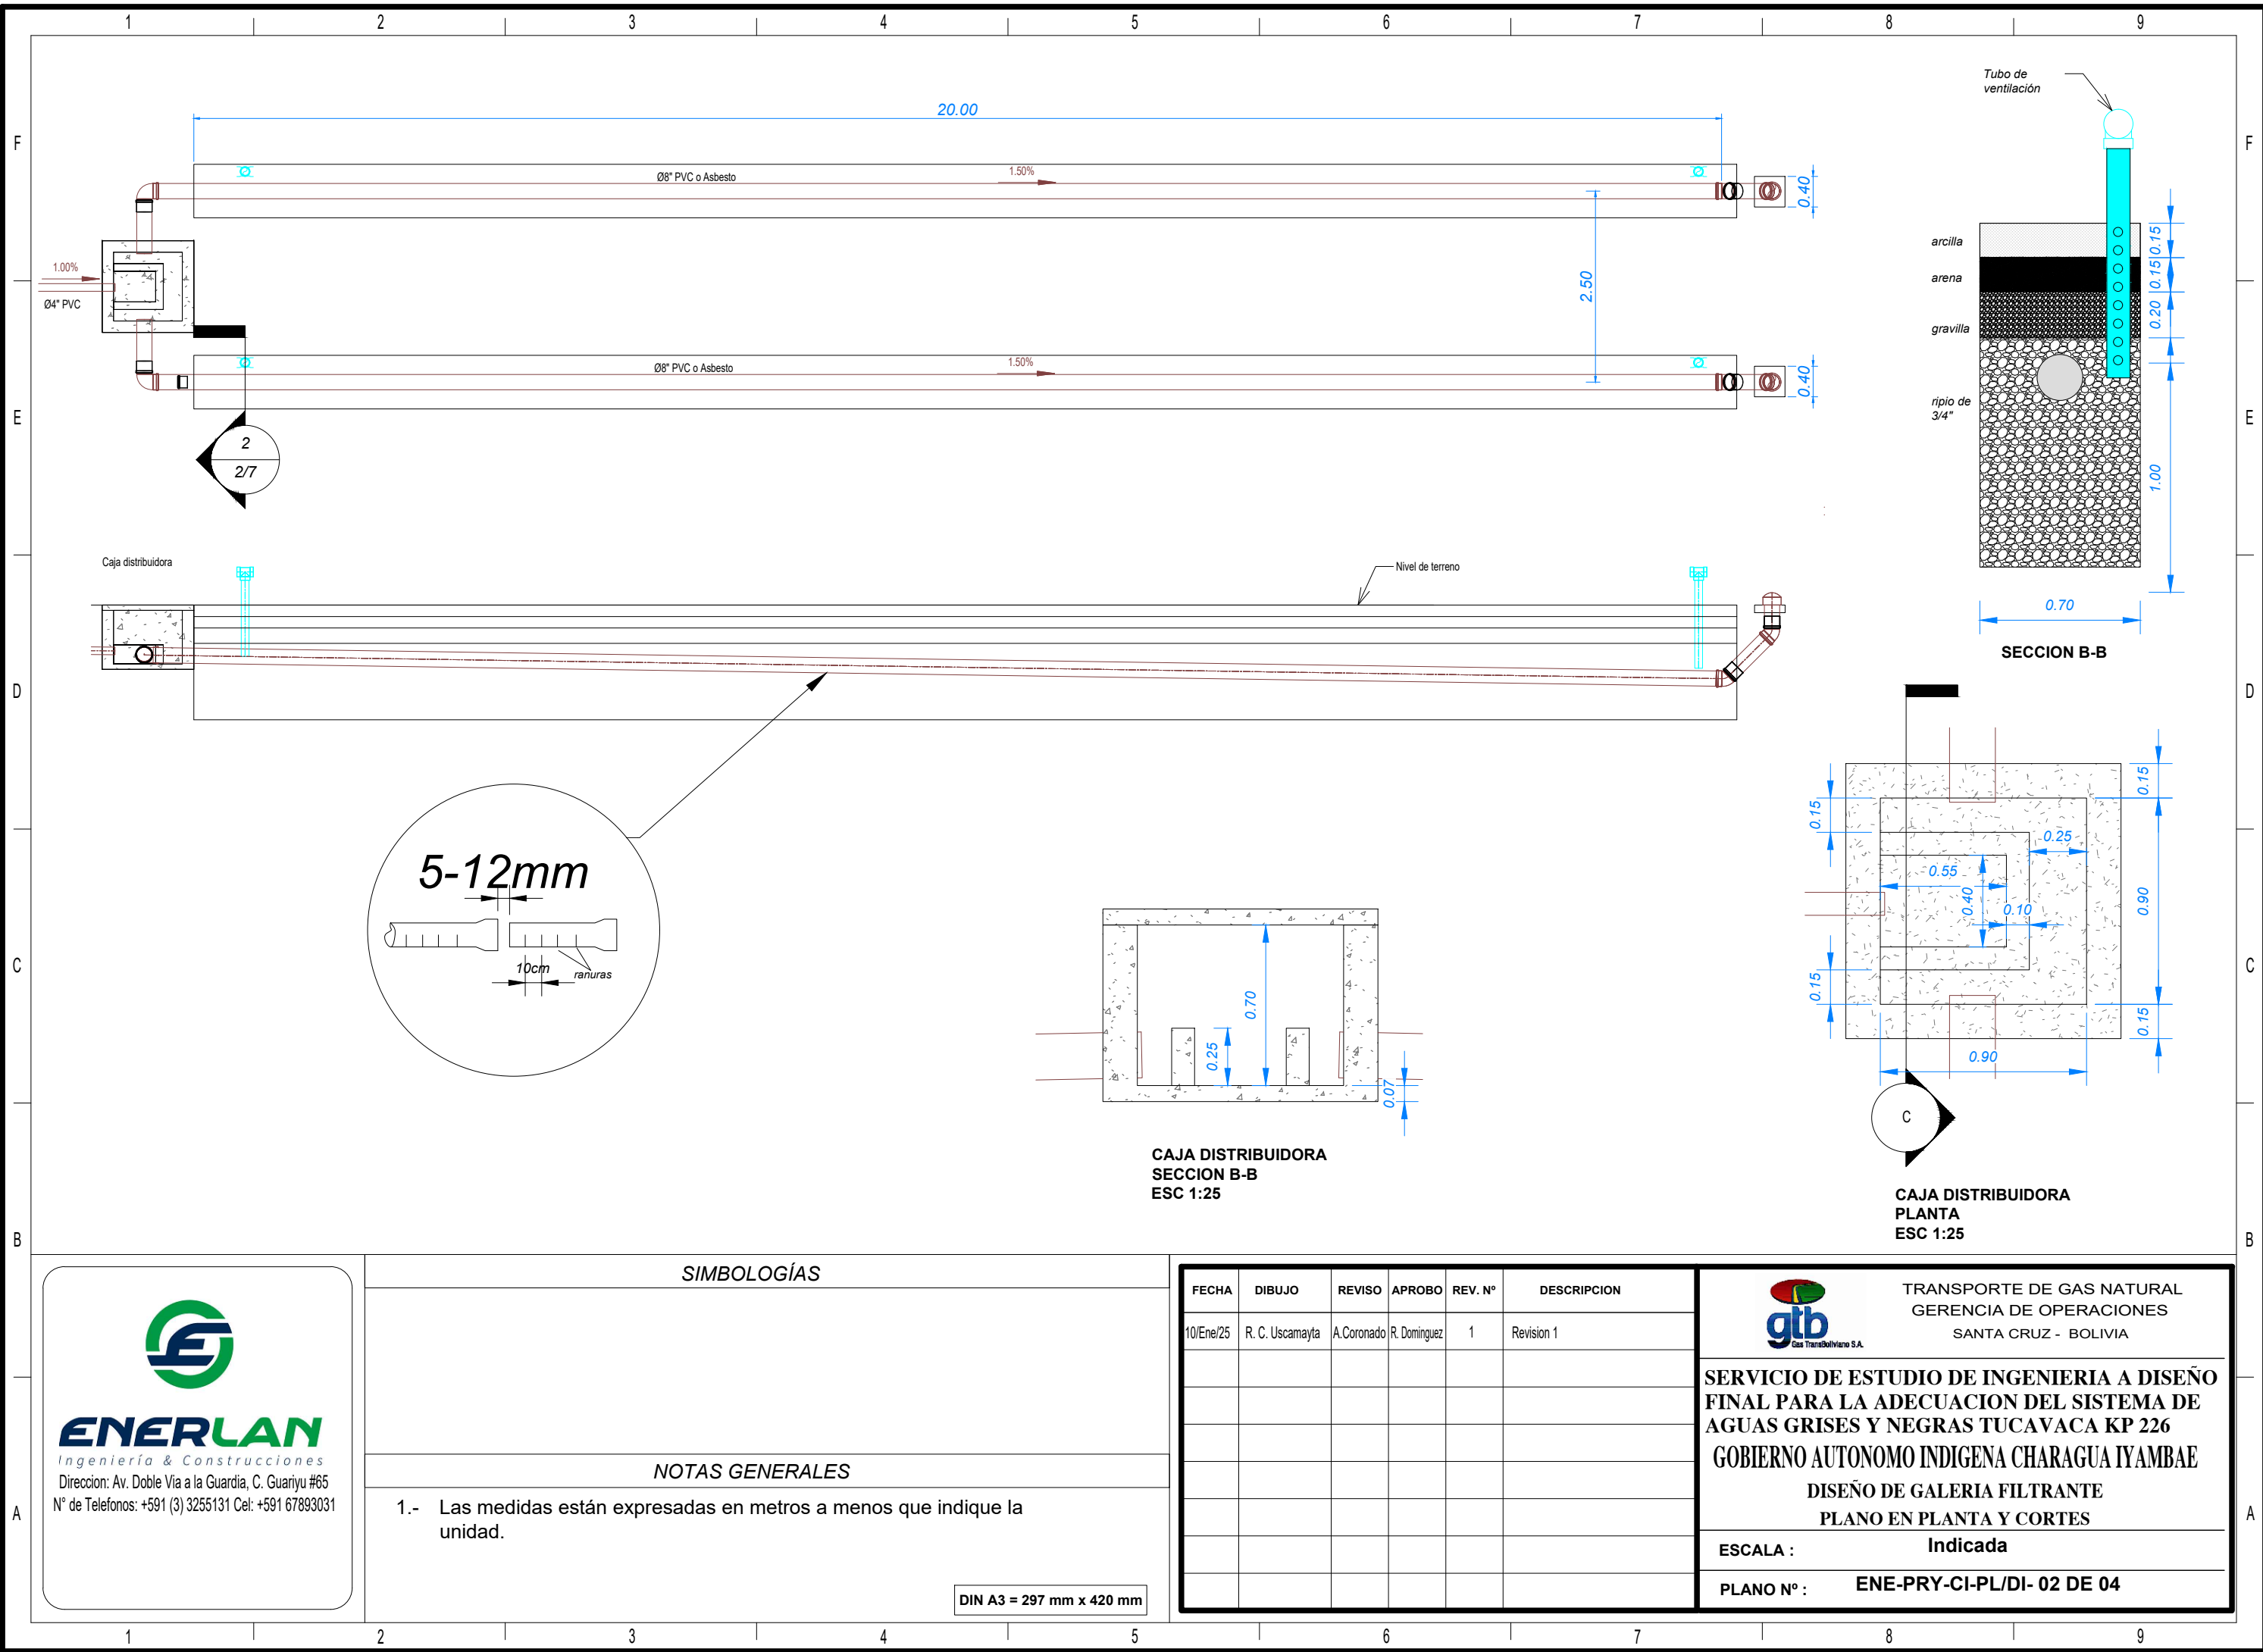 1 2 3 4 5 6 7 8 9
F
E
D
C
B
A
F
E
D
C
B
A
20.00
Ø8" PVC o Asbesto
1.50%
0.40
1.00%
Ø4" PVC
2.50
Ø8" PVC o Asbesto
1.50%
0.40
2
2/7
Tubo de
ventilación
arcilla
arena
gravilla
ripio de
3/4"
0.15
0.15
0.20
1.00
0.70
SECCION B-B
Caja distribuidora
Nivel de terreno
5-12mm
10cm
ranuras
0.70
0.25
0.07
CAJA DISTRIBUIDORA
SECCION B-B
ESC 1:25
0.15
0.15
0.25
0.55
0.40
0.10
0.90
0.15
0.15
0.90
C
CAJA DISTRIBUIDORA
PLANTA
ESC 1:25
ENERLAN
Ingeniería & Construcciones
Direccion: Av. Doble Via a la Guardia, C. Guariyu #65
N° de Telefonos: +591 (3) 3255131 Cel: +591 67893031
SIMBOLOGÍAS
NOTAS GENERALES
1.- Las medidas están expresadas en metros a menos que indique la
unidad.
DIN A3 = 297 mm x 420 mm
FECHA DIBUJO REVISO APROBO REV. Nº DESCRIPCION
10/Ene/25 R. C. Uscamayta A.Coronado R. Dominguez 1 Revision 1
gtb
Gas TransBoliviano S.A.
TRANSPORTE DE GAS NATURAL
GERENCIA DE OPERACIONES
SANTA CRUZ - BOLIVIA
SERVICIO DE ESTUDIO DE INGENIERIA A DISEÑO
FINAL PARA LA ADECUACION DEL SISTEMA DE
AGUAS GRISES Y NEGRAS TUCAVACA KP 226
GOBIERNO AUTONOMO INDIGENA CHARAGUA IYAMBAE
DISEÑO DE GALERIA FILTRANTE
PLANO EN PLANTA Y CORTES
ESCALA : Indicada
PLANO Nº : ENE-PRY-CI-PL/DI- 02 DE 04
1 2 3 4 5 6 7 8 9